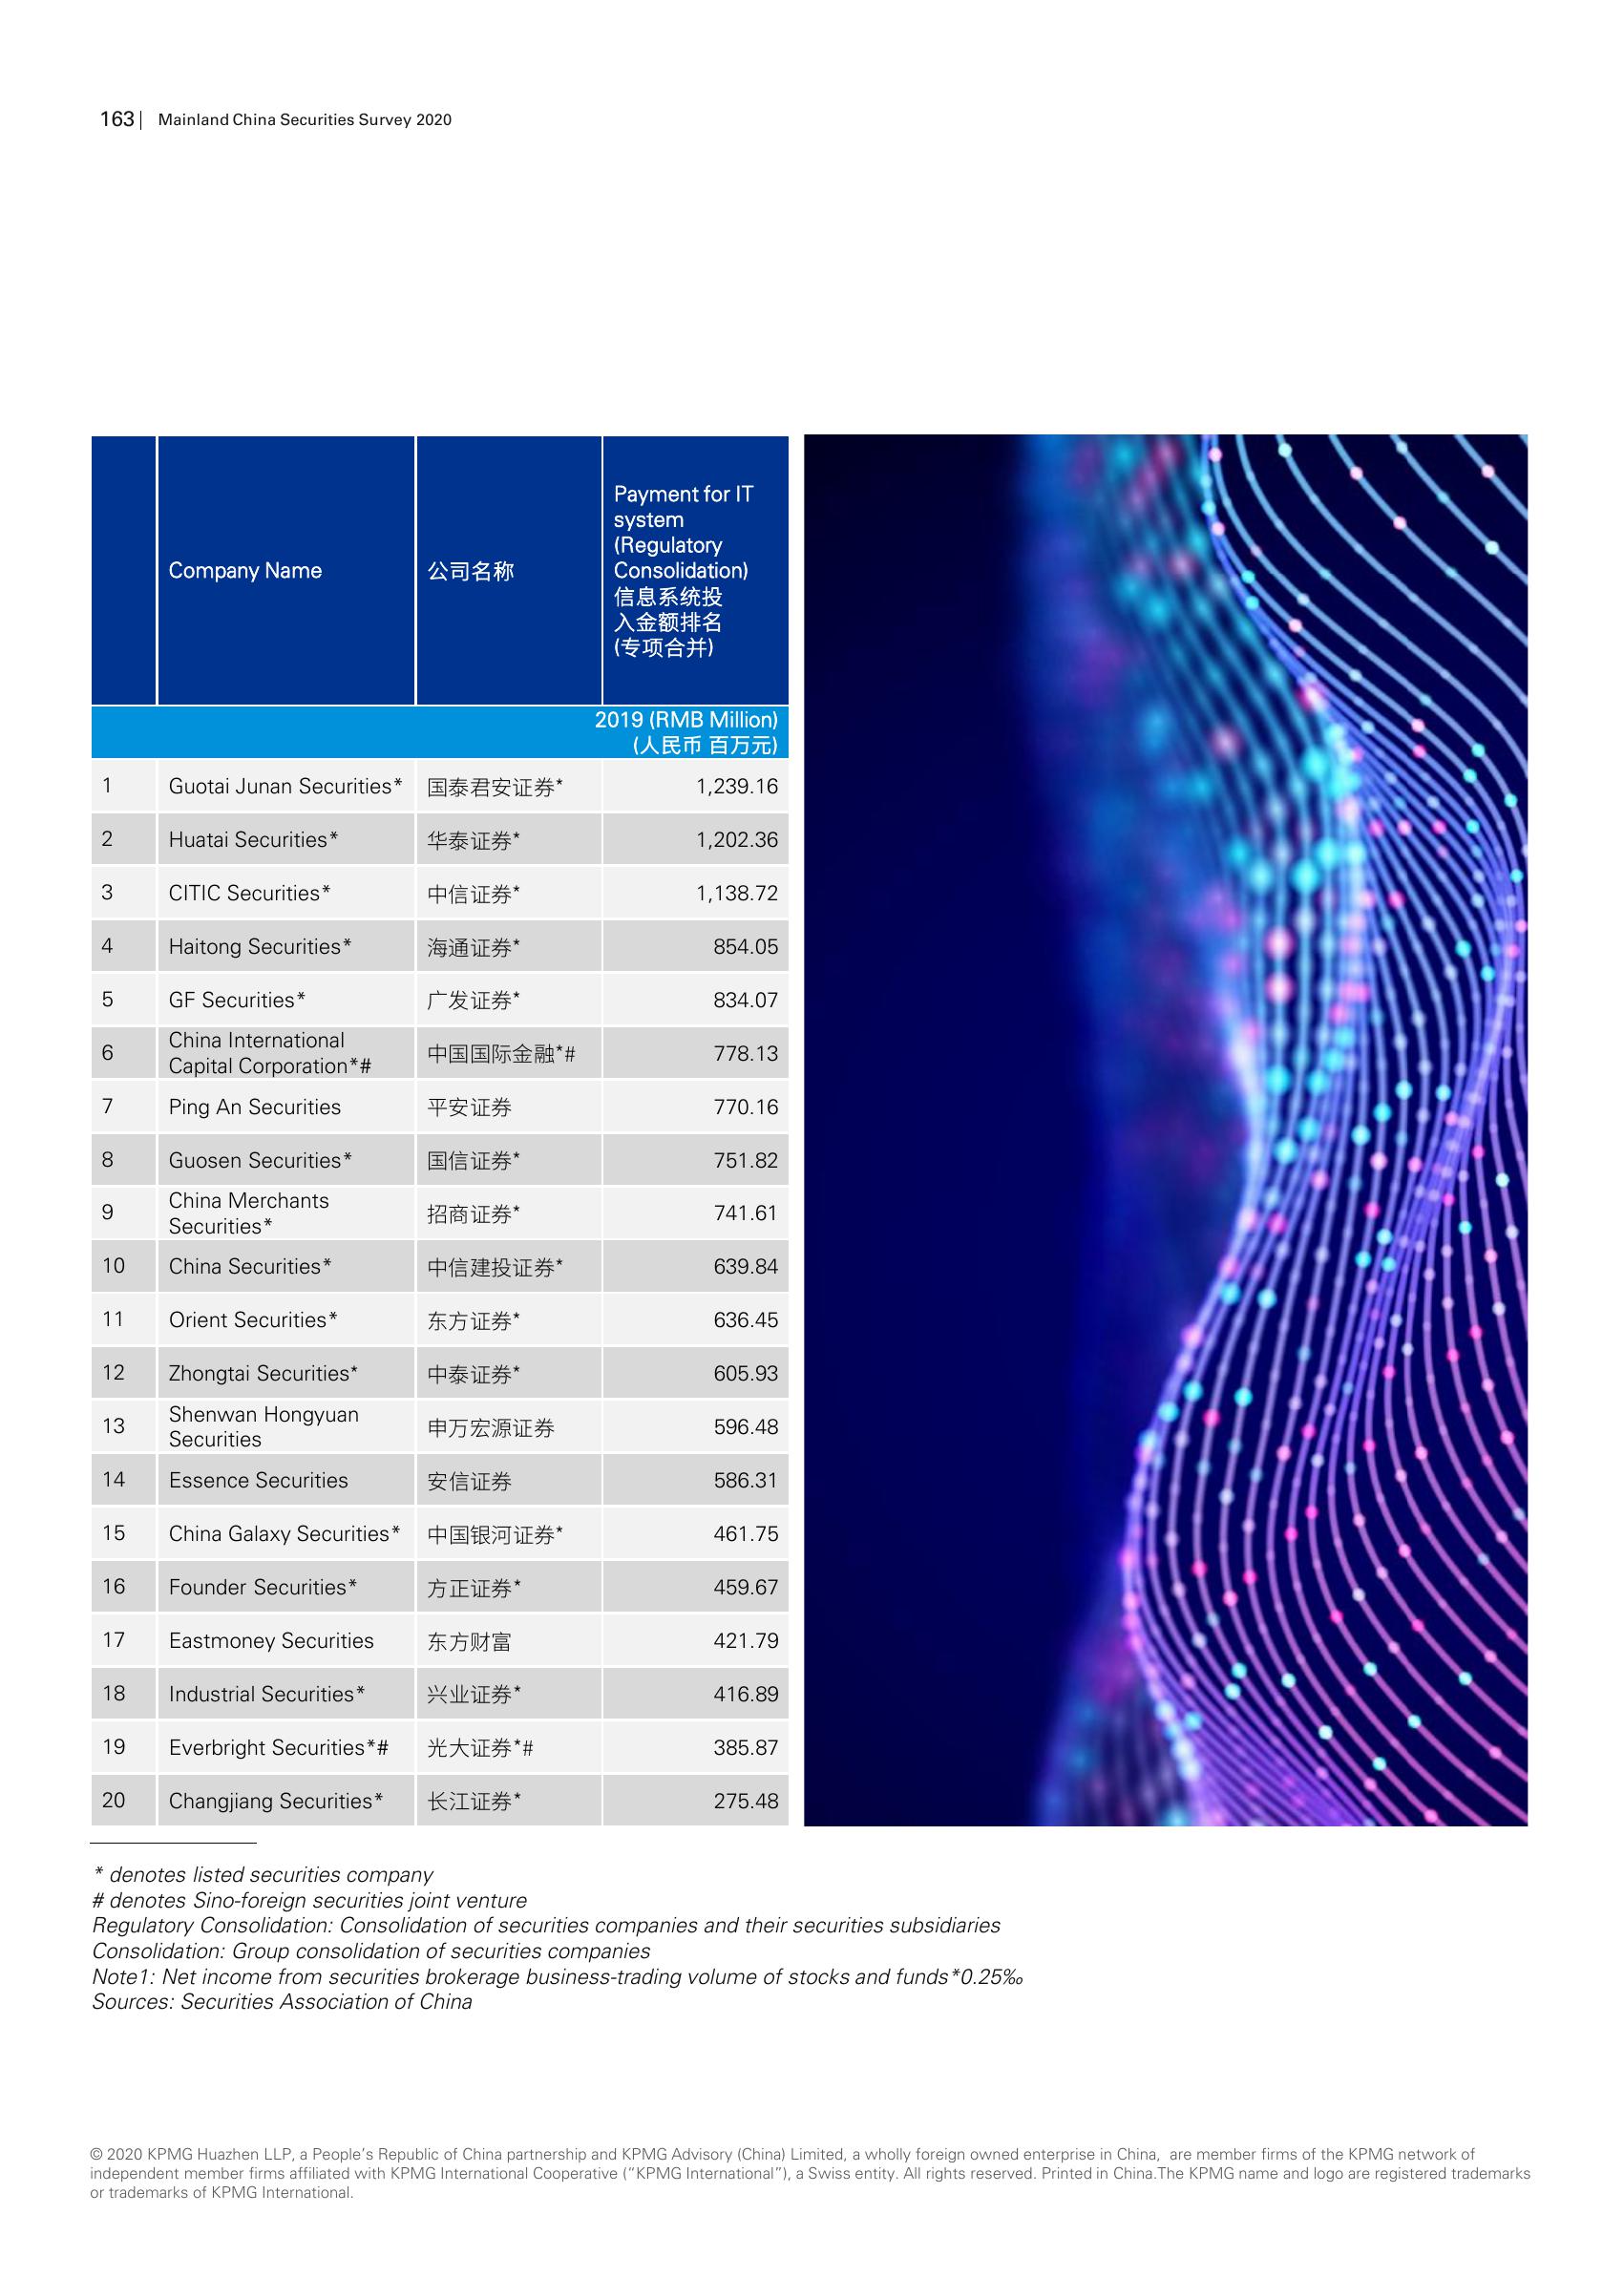 163 | Mainland China Securities Survey 2020
Company Name
公司名称
Payment for IT
system
(Regulatory
Consolidation)
信息系统投
入金额排名
(专项合并)
2019 (RMB Million)
(人民币 百万元)
1 Guotai Junan Securities* 国泰君安证券* 1,239.16
2 Huatai Securities* 华泰证券* 1,202.36
3 CITIC Securities* 中信证券* 1,138.72
4 Haitong Securities* 海通证券* 854.05
5 GF Securities* 广发证券* 834.07
6 China International
Capital Corporation*# 中国国际金融*# 778.13
7 Ping An Securities 平安证券 770.16
8 Guosen Securities* 国信证券* 751.82
9 China Merchants
Securities* 招商证券* 741.61
10 China Securities* 中信建投证券* 639.84
11 Orient Securities* 东方证券* 636.45
12 Zhongtai Securities* 中泰证券* 605.93
13 Shenwan Hongyuan
Securities 申万宏源证券 596.48
14 Essence Securities 安信证券 586.31
15 China Galaxy Securities* 中国银河证券* 461.75
16 Founder Securities* 方正证券* 459.67
17 Eastmoney Securities 东方财富 421.79
18 Industrial Securities* 兴业证券* 416.89
19 Everbright Securities*# 光大证券*# 385.87
20 Changjiang Securities* 长江证券* 275.48
* denotes listed securities company
# denotes Sino-foreign securities joint venture
Regulatory Consolidation: Consolidation of securities companies and their securities subsidiaries
Consolidation: Group consolidation of securities companies
Note1: Net income from securities brokerage business-trading volume of stocks and funds*0.25‰
Sources: Securities Association of China
© 2020 KPMG Huazhen LLP, a People’s Republic of China partnership and KPMG Advisory (China) Limited, a wholly foreign owned enterprise in China, are member firms of the KPMG network of
independent member firms affiliated with KPMG International Cooperative (“KPMG International”), a Swiss entity. All rights reserved. Printed in China.The KPMG name and logo are registered trademarks
or trademarks of KPMG International.